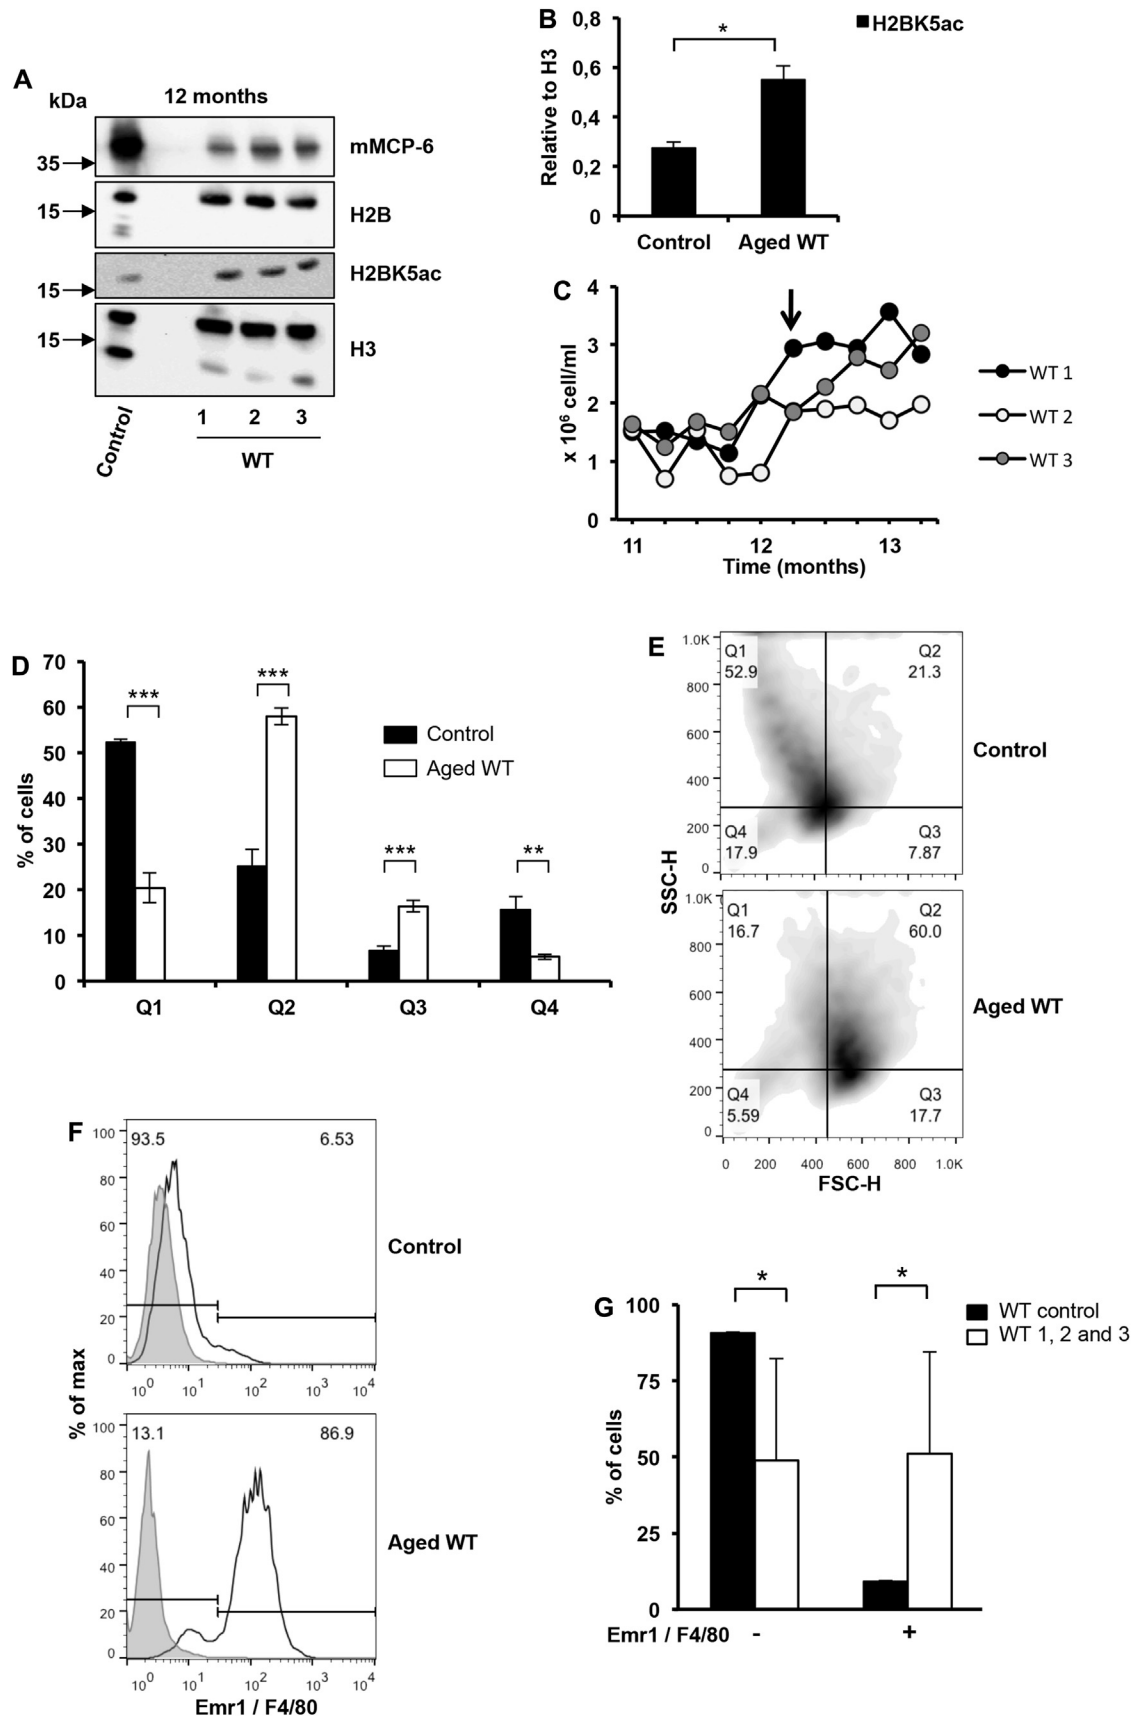 A
kDa
12 months
35
mMCP-6
15
H2B
15
H2BK5ac
15
H3
Control
1 2 3
WT
B
Relative to H3
0,8
0,6
0,4
0,2
0
*
H2BK5ac
Control Aged WT
C
x 10⁶ cell/ml
4
3
2
1
0
11 12 13
Time (months)
WT 1
WT 2
WT 3
D
% of cells
70
60
50
40
30
20
10
0
***
***
***
**
Control
Aged WT
Q1 Q2 Q3 Q4
E
SSC-H
1.0K
800
600
400
200
0
Q1
52.9
Q2
21.3
Q4
17.9
Q3
7.87
Control
1.0K
800
600
400
200
0
Q1
16.7
Q2
60.0
Q4
5.59
Q3
17.7
Aged WT
0 200 400 600 800 1.0K
FSC-H
F
% of max
100
80
60
40
20
0
93.5 6.53
Control
10⁰ 10¹ 10² 10³ 10⁴
100
80
60
40
20
0
13.1 86.9
Aged WT
10⁰ 10¹ 10² 10³ 10⁴
Emr1 / F4/80
G
% of cells
100
75
50
25
0
*
*
WT control
WT 1, 2 and 3
Emr1 / F4/80 - +